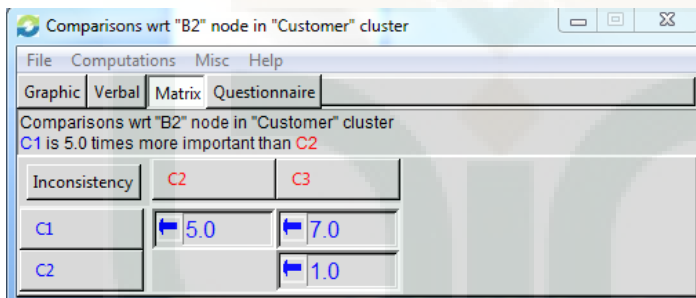 Comparisons wrt "B2" node in "Customer" cluster
File Computations Misc Help
Graphic Verbal Matrix Questionnaire
Comparisons wrt "B2" node in "Customer" cluster
C1 is 5.0 times more important than C2
Inconsistency C2 C3
C1 5.0 7.0
C2 1.0